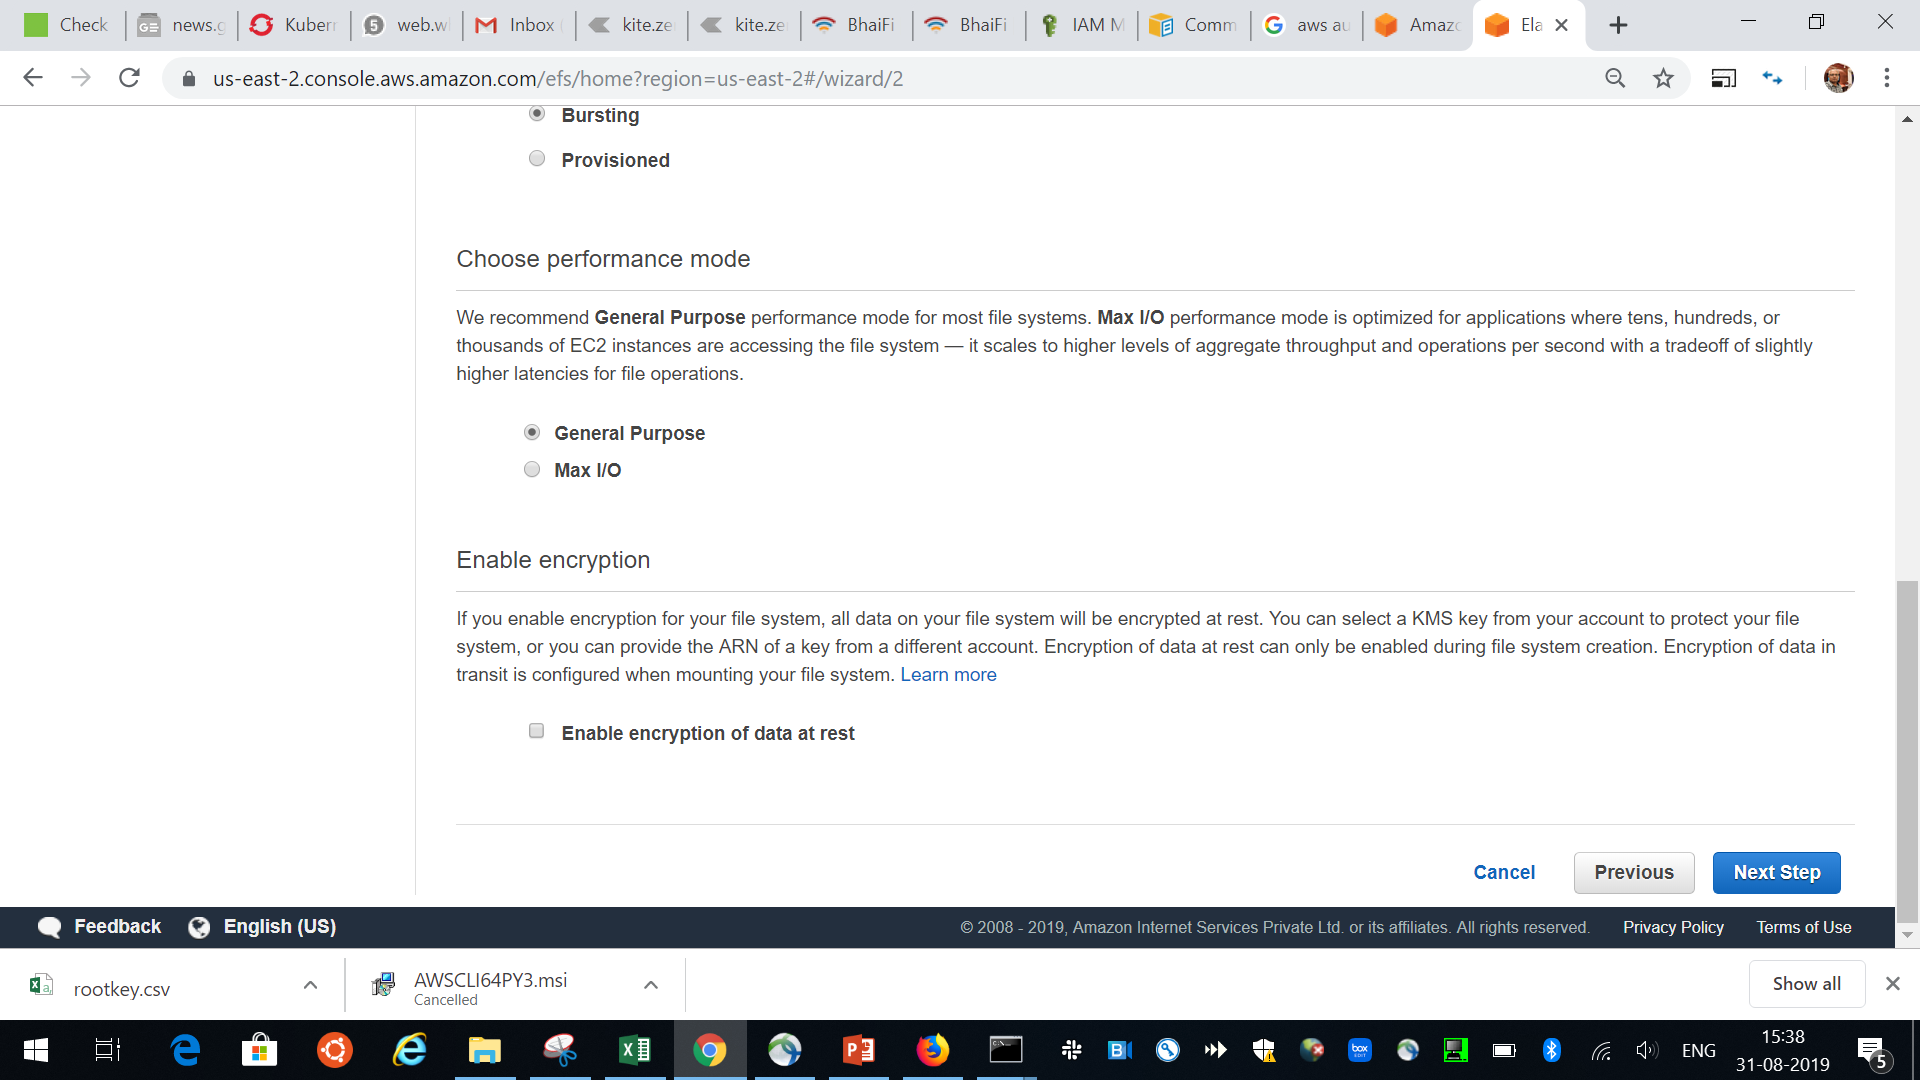 Check
news.g
Kubern
web.w
Inbox
kite.ze
kite.ze
BhaiFi
BhaiFi
IAM M
Comm
aws au
Amazo
Ela
us-east-2.console.aws.amazon.com/efs/home?region=us-east-2#/wizard/2
Bursting
Provisioned
Choose performance mode
We recommend General Purpose performance mode for most file systems. Max I/O performance mode is optimized for applications where tens, hundreds, or
thousands of EC2 instances are accessing the file system — it scales to higher levels of aggregate throughput and operations per second with a tradeoff of slightly
higher latencies for file operations.
General Purpose
Max I/O
Enable encryption
If you enable encryption for your file system, all data on your file system will be encrypted at rest. You can select a KMS key from your account to protect your file
system, or you can provide the ARN of a key from a different account. Encryption of data at rest can only be enabled during file system creation. Encryption of data in
transit is configured when mounting your file system. Learn more
Enable encryption of data at rest
Cancel
Previous
Next Step
Feedback
English (US)
© 2008 - 2019, Amazon Internet Services Private Ltd. or its affiliates. All rights reserved.
Privacy Policy
Terms of Use
rootkey.csv
AWSCLI64PY3.msi
Cancelled
Show all
ENG
15:38
31-08-2019
5